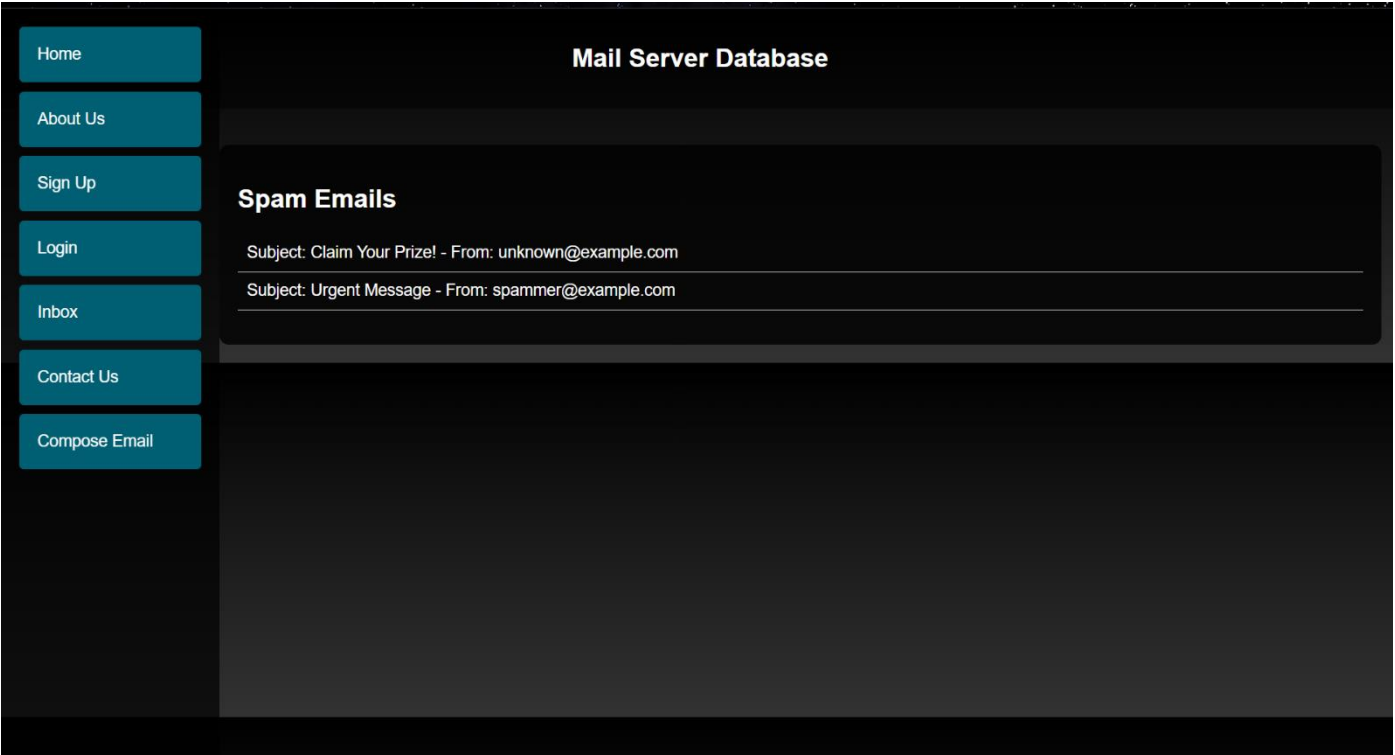 Home
Mail Server Database
About Us
Sign Up
Spam Emails
Login
Subject: Claim Your Prize! - From: unknown@example.com
Subject: Urgent Message - From: spammer@example.com
Inbox
Contact Us
Compose Email